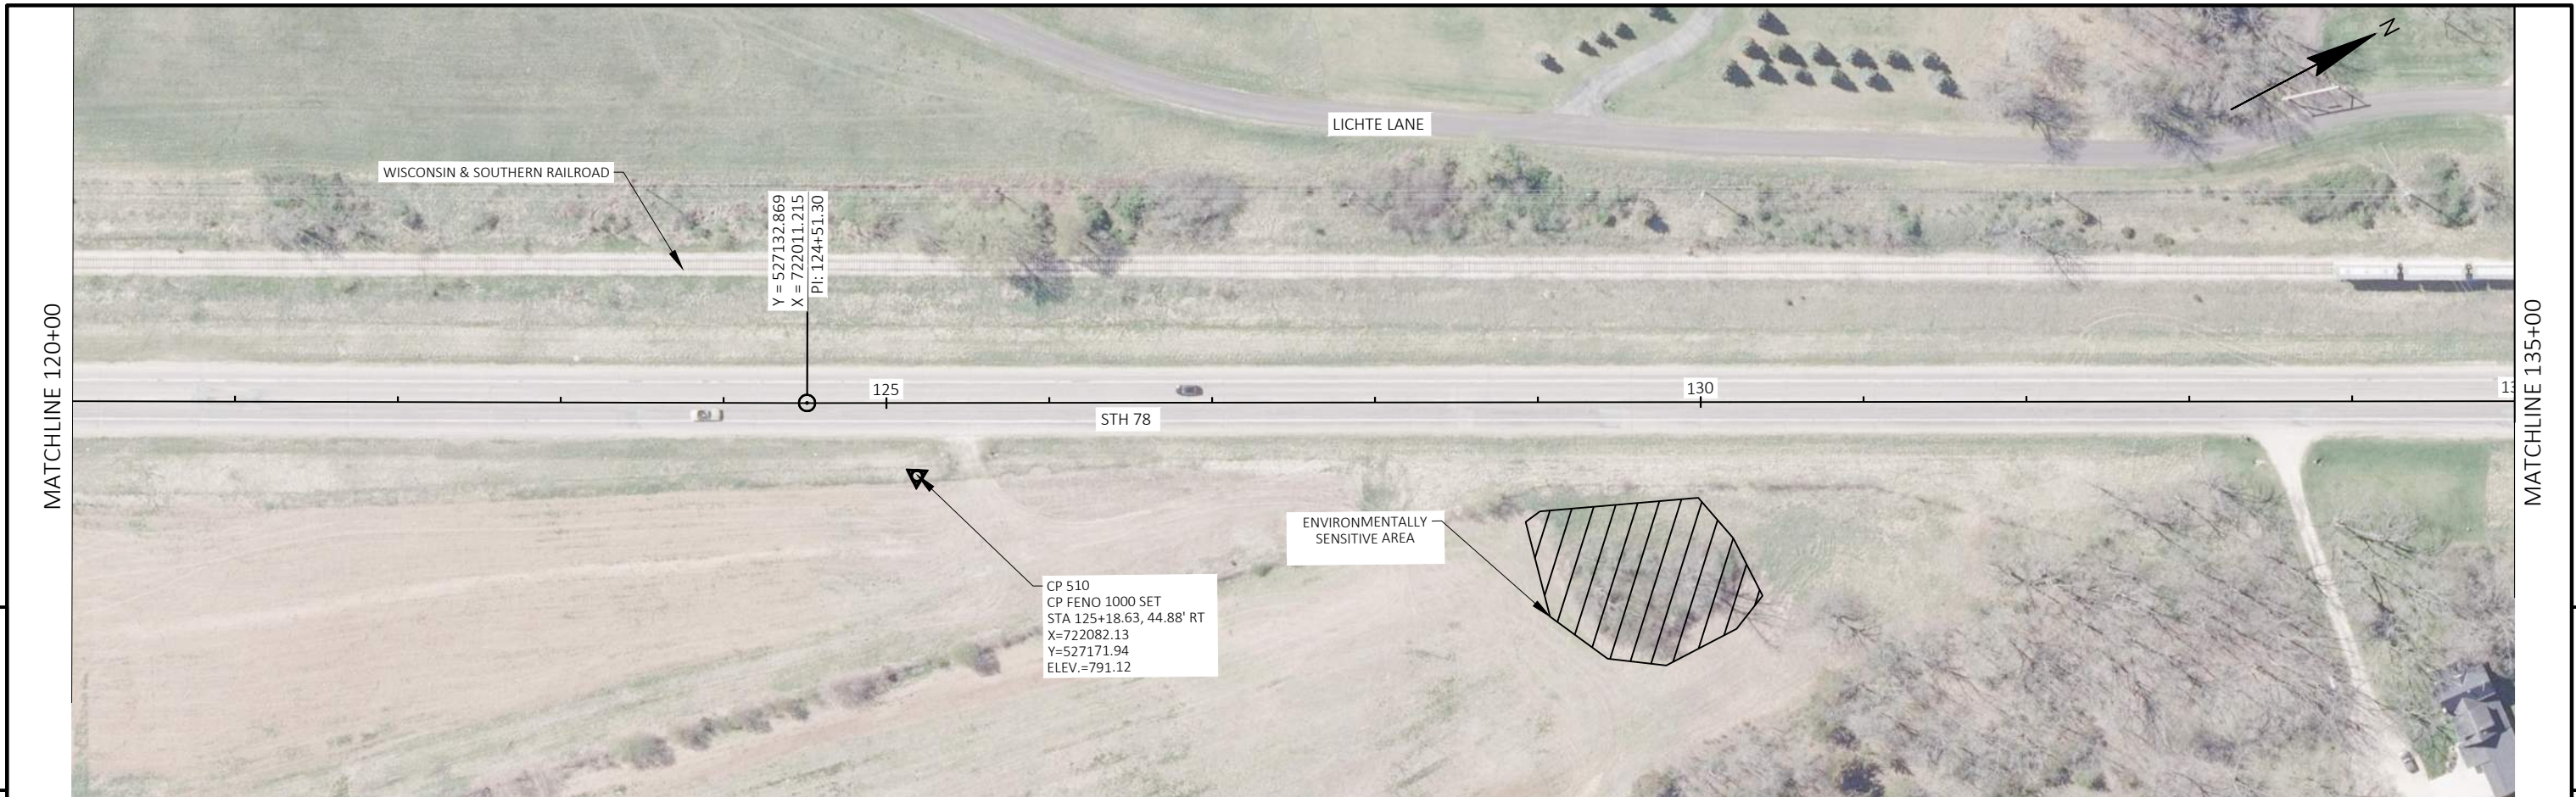 N
LICHTE LANE
WISCONSIN & SOUTHERN RAILROAD
Y = 527132.869
X = 722011.215
PI: 124+51.30
MATCHLINE 120+00
MATCHLINE 135+00
125
130
13
STH 78
ENVIRONMENTALLY
SENSITIVE AREA
CP 510
CP FENO 1000 SET
STA 125+18.63, 44.88' RT
X=722082.13
Y=527171.94
ELEV.=791.12